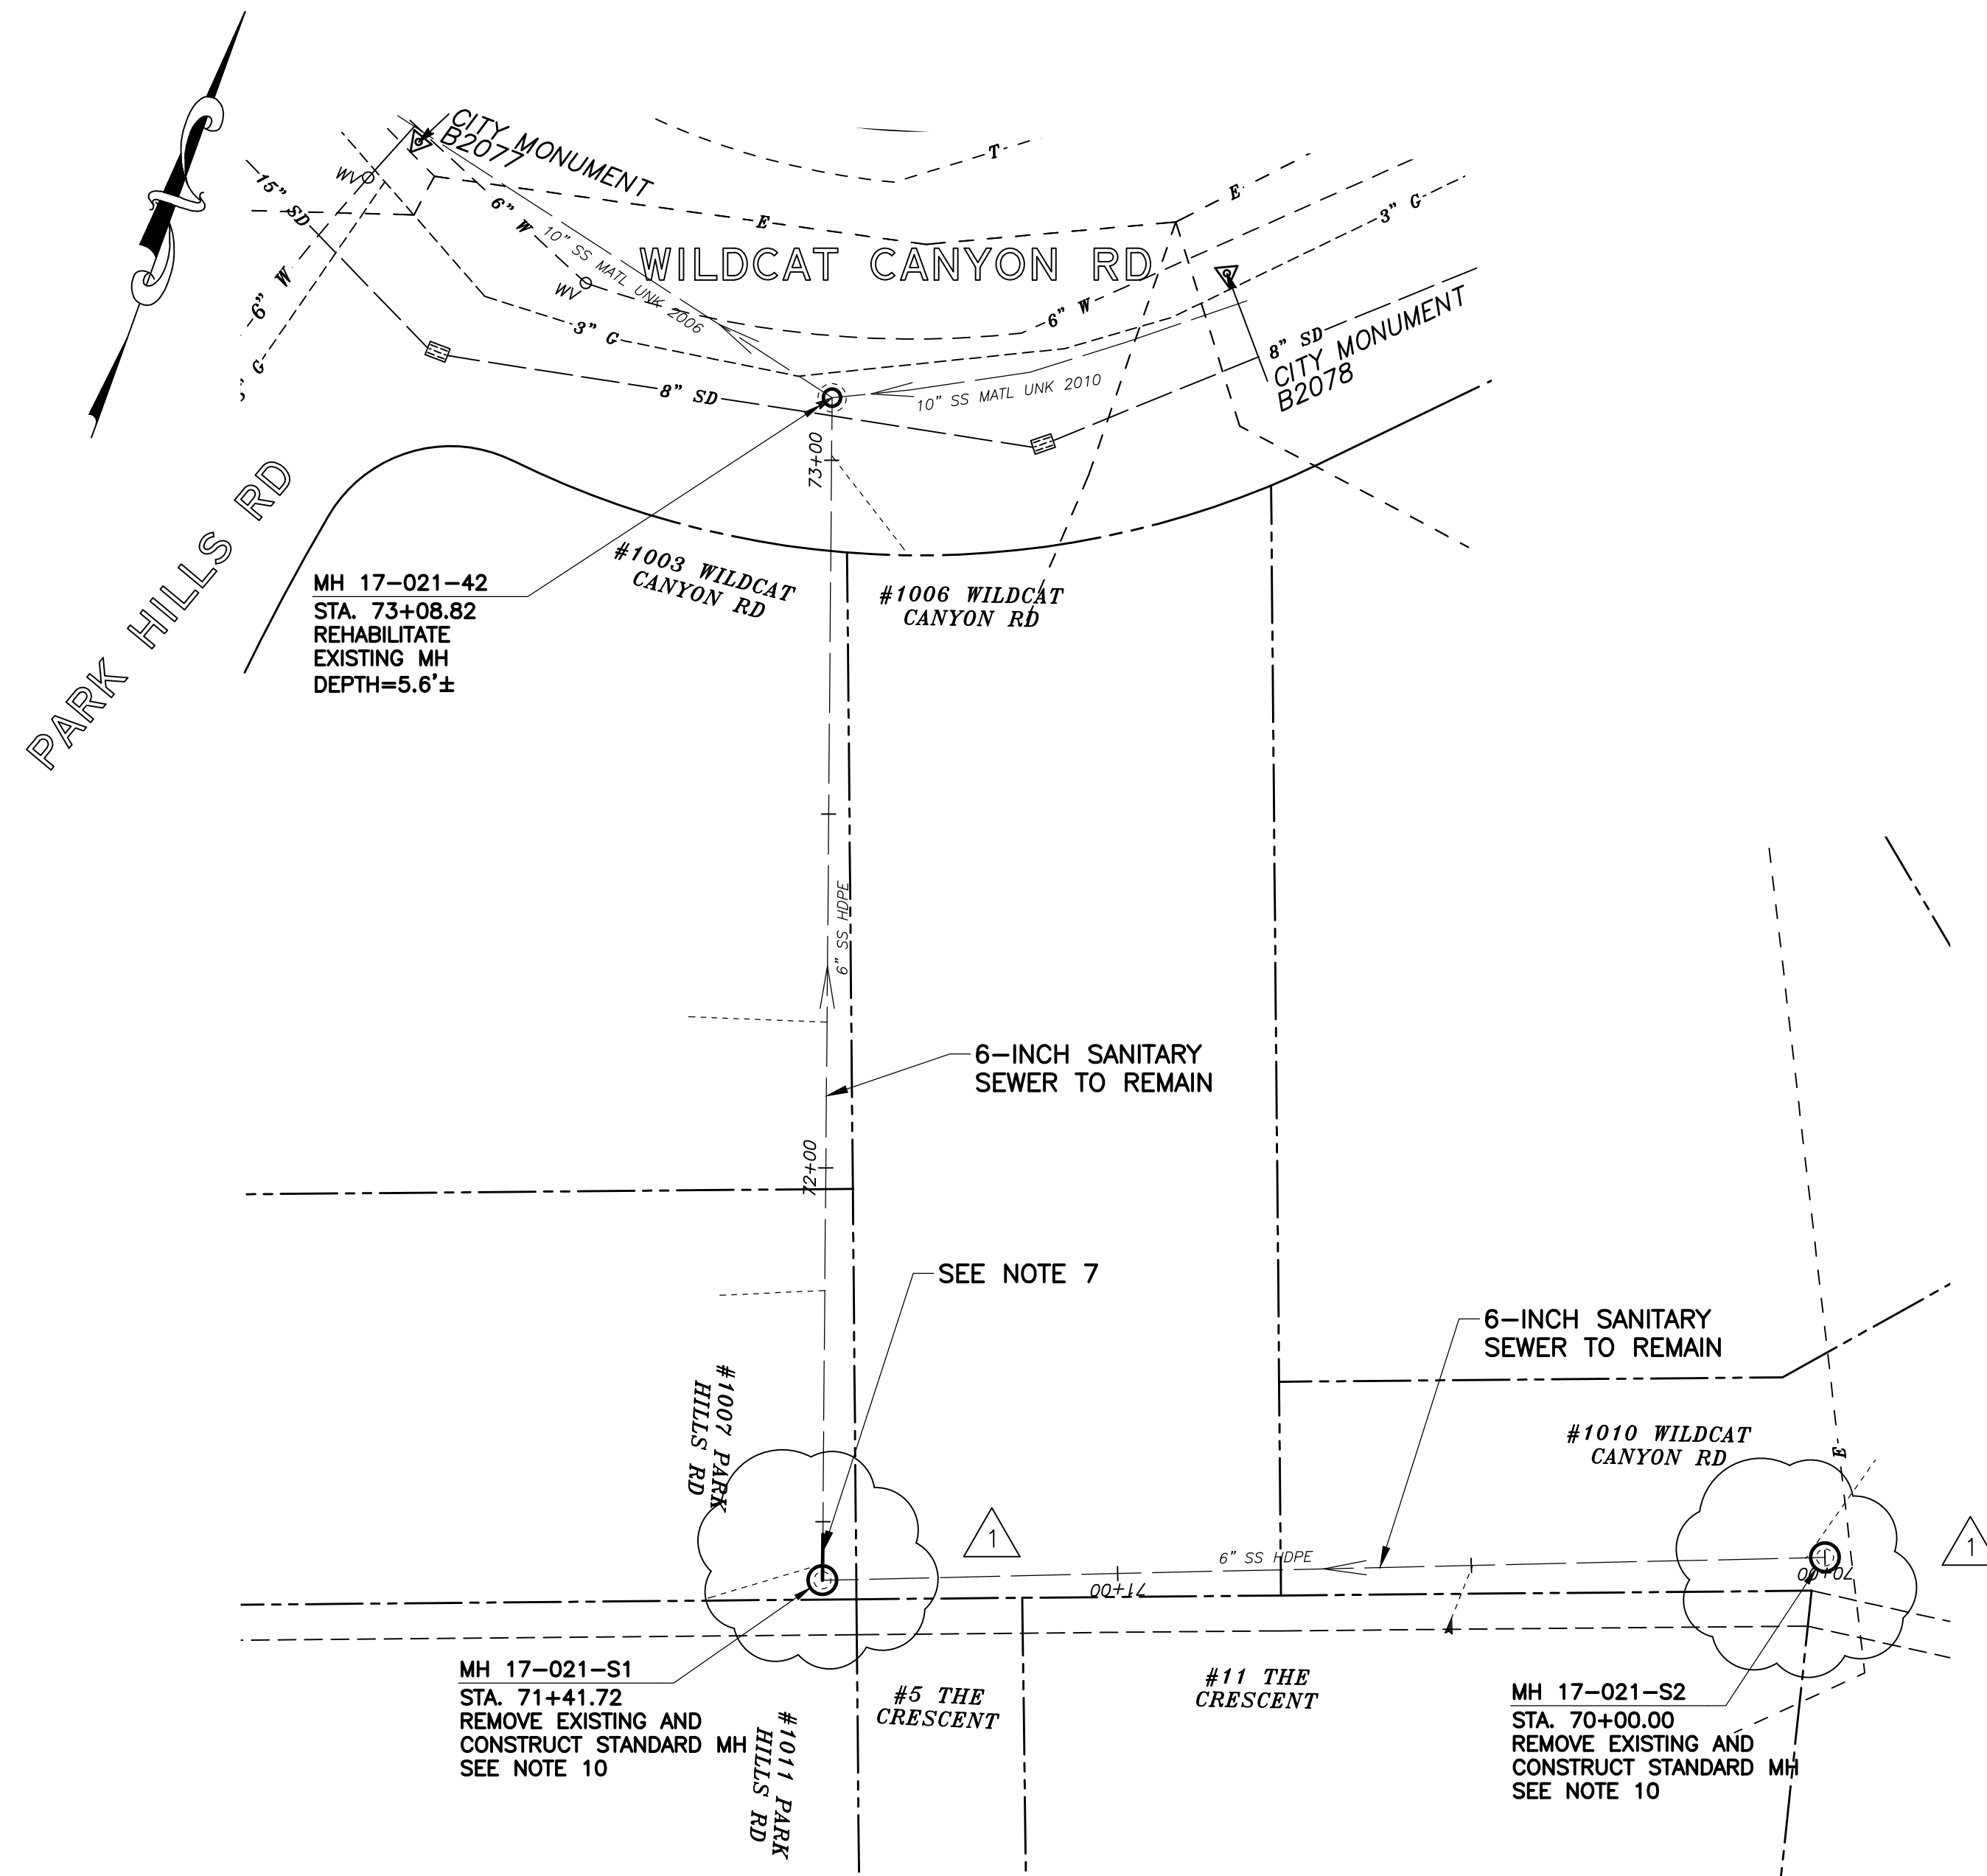 CITY MONUMENT
B2077
WV
15" SD
6" W
10" SS MATL UNK 2006
E
T
E
3" G
WILDCAT CANYON RD
WV
6" W
3" G
6" W
8" SD
CITY MONUMENT
B2078
8" SD
10" SS MATL UNK 2010
G
73+00
PARK HILLS RD
MH 17-021-42
STA. 73+08.82
REHABILITATE
EXISTING MH
DEPTH=5.6'±
#1003 WILDCAT
CANYON RD
#1006 WILDCAT
CANYON RD
6" SS HDPE
6-INCH SANITARY
SEWER TO REMAIN
72+00
SEE NOTE 7
6-INCH SANITARY
SEWER TO REMAIN
#1007 PARK
HILLS RD
#1010 WILDCAT
CANYON RD
E
1
1
6" SS HDPE
71+00
70+00
MH 17-021-S1
STA. 71+41.72
REMOVE EXISTING AND
CONSTRUCT STANDARD MH
SEE NOTE 10
#1011 PARK
HILLS RD
#5 THE
CRESCENT
#11 THE
CRESCENT
MH 17-021-S2
STA. 70+00.00
REMOVE EXISTING AND
CONSTRUCT STANDARD MH
SEE NOTE 10